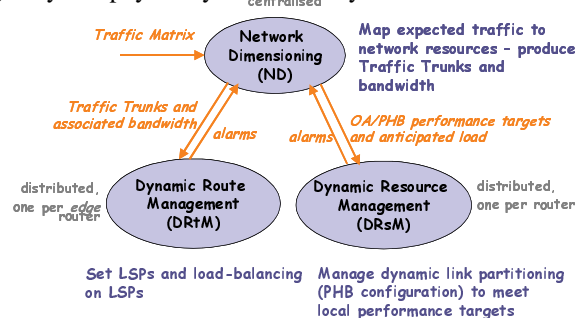 centralised
Traffic Matrix
Network
Dimensioning
(ND)
Map expected traffic to
network resources – produce
Traffic Trunks and
bandwidth
Traffic Trunks and
associated bandwidth
alarms
alarms
OA/PHB performance targets
and anticipated load
distributed,
one per edge
router
Dynamic Route
Management
(DRtM)
Dynamic Resource
Management
(DRsM)
distributed,
one per router
Set LSPs and load-balancing
on LSPs
Manage dynamic link partitioning
(PHB configuration) to meet
local performance targets